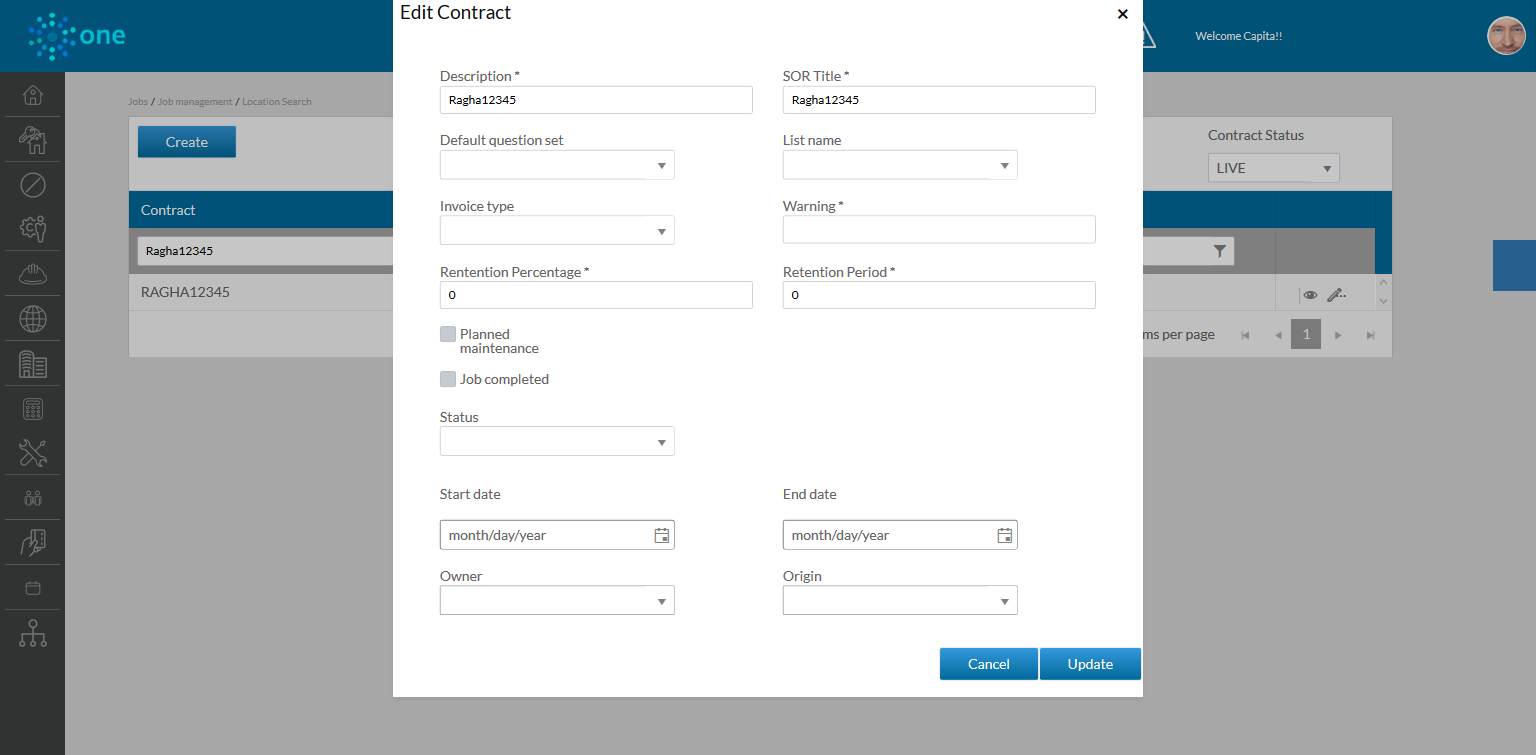 Edit Contract
one
Welcome Capita!!
Description *
SOR Title *
Ragha12345
Ragha12345
Jobs / Job management / Location Search
Create
Contract Status
LIVE
Default question set
List name
Contract
Invoice type
Warning *
Ragha12345
Rentention Percentage *
Retention Period *
0
0
RAGHA12345
Planned
maintenance
ms per page
1
Job completed
Status
Start date
End date
month/day/year
month/day/year
Owner
Origin
Cancel
Update